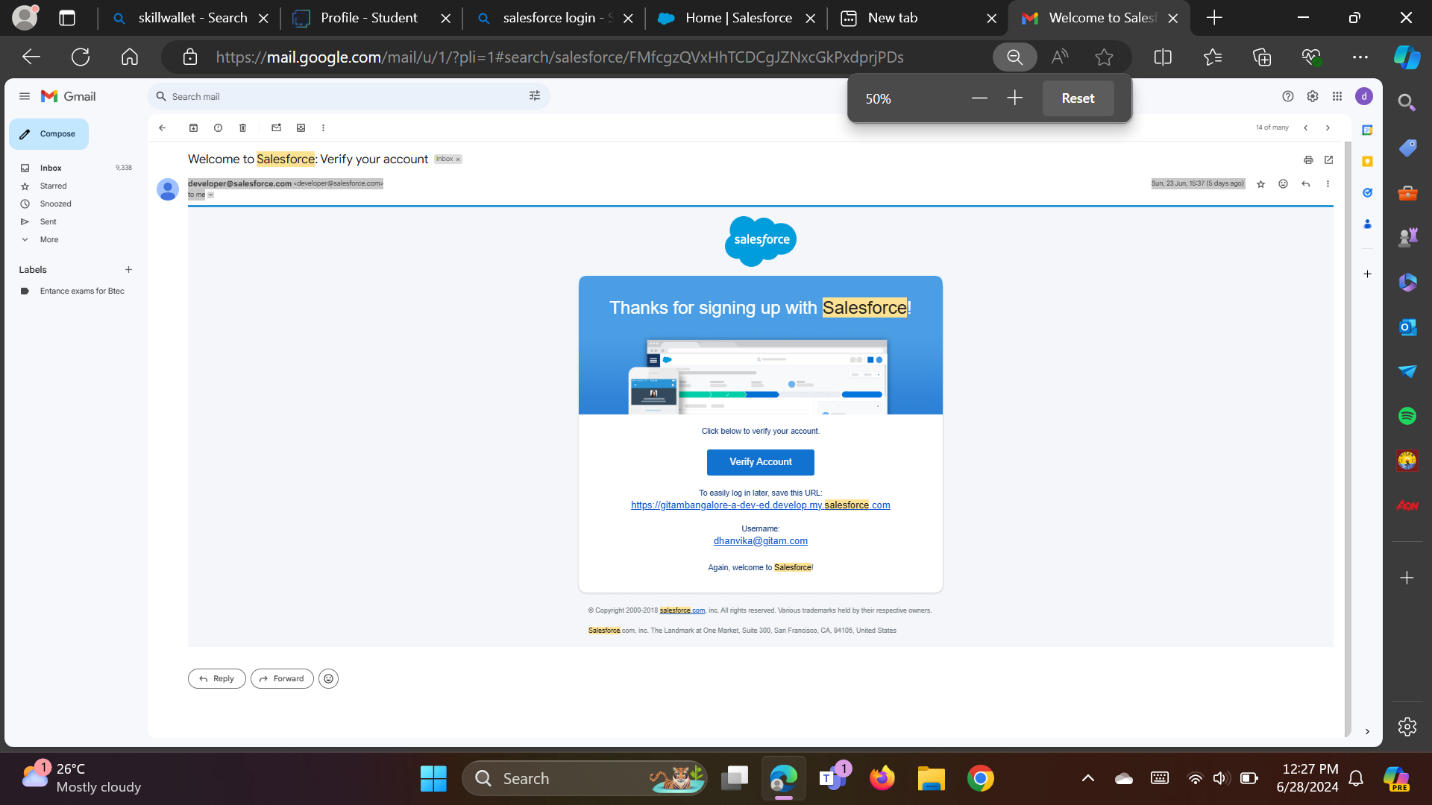 skillwallet - Search
Profile - Student
salesforce login - S
Home | Salesforce
New tab
Welcome to Salesf
https://mail.google.com/mail/u/1/?pli=1#search/salesforce/FMfcgzQVxHhTCDCgJZNxcGkPxdprjPDs
50%
Reset
Gmail
Search mail
d
Compose
14 of many
Inbox 9,338
Starred
Snoozed
Sent
More
Labels
Entance exams for Btec
Welcome to Salesforce: Verify your account
Inbox x
developer@salesforce.com <developer@salesforce.com>
Sun, 23 Jun, 15:37 (5 days ago)
to me
salesforce
Thanks for signing up with Salesforce!
Click below to verify your account.
Verify Account
To easily log in later, save this URL:
https://gitambangalore-a-dev-ed.develop.my.salesforce.com
Username:
dhanvika@gitam.com
Again, welcome to Salesforce!
© Copyright 2000-2018 salesforce.com, inc. All rights reserved. Various trademarks held by their respective owners.
Salesforce.com, inc. The Landmark at One Market, Suite 300, San Francisco, CA, 94105, United States
Reply
Forward
AON
1
26°C
Mostly cloudy
Search
1
12:27 PM
6/28/2024
PRE